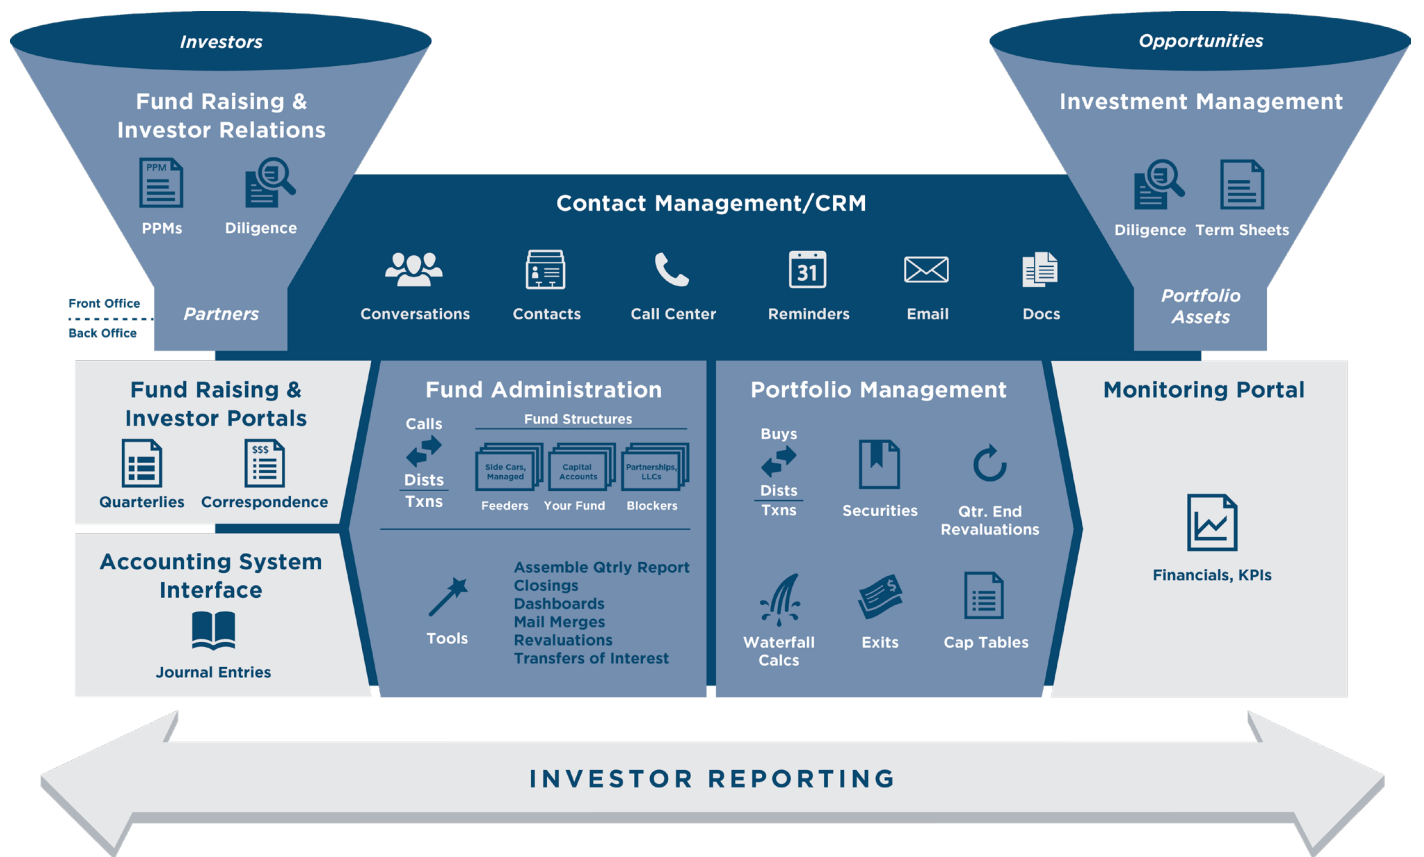 Investors
Fund Raising &
Investor Relations
PPM
PPMs
Diligence
Opportunities
Investment Management
Diligence
Term Sheets
Contact Management/CRM
31
Conversations
Contacts
Call Center
Reminders
Email
Docs
Front Office
Back Office
Partners
Portfolio
Assets
Fund Raising &
Investor Portals
$$$
Quarterlies
Correspondence
Accounting System
Interface
Journal Entries
Fund Administration
Calls
Dists
Txns
Fund Structures
Side Cars,
Managed
Capital
Accounts
Partnerships,
LLCs
Feeders
Your Fund
Blockers
Tools
Assemble Qtrly Report
Closings
Dashboards
Mail Merges
Revaluations
Transfers of Interest
Portfolio Management
Buys
Dists
Txns
Securities
Qtr. End
Revaluations
Waterfall
Calcs
$
Exits
Cap Tables
Monitoring Portal
Financials, KPIs
INVESTOR REPORTING